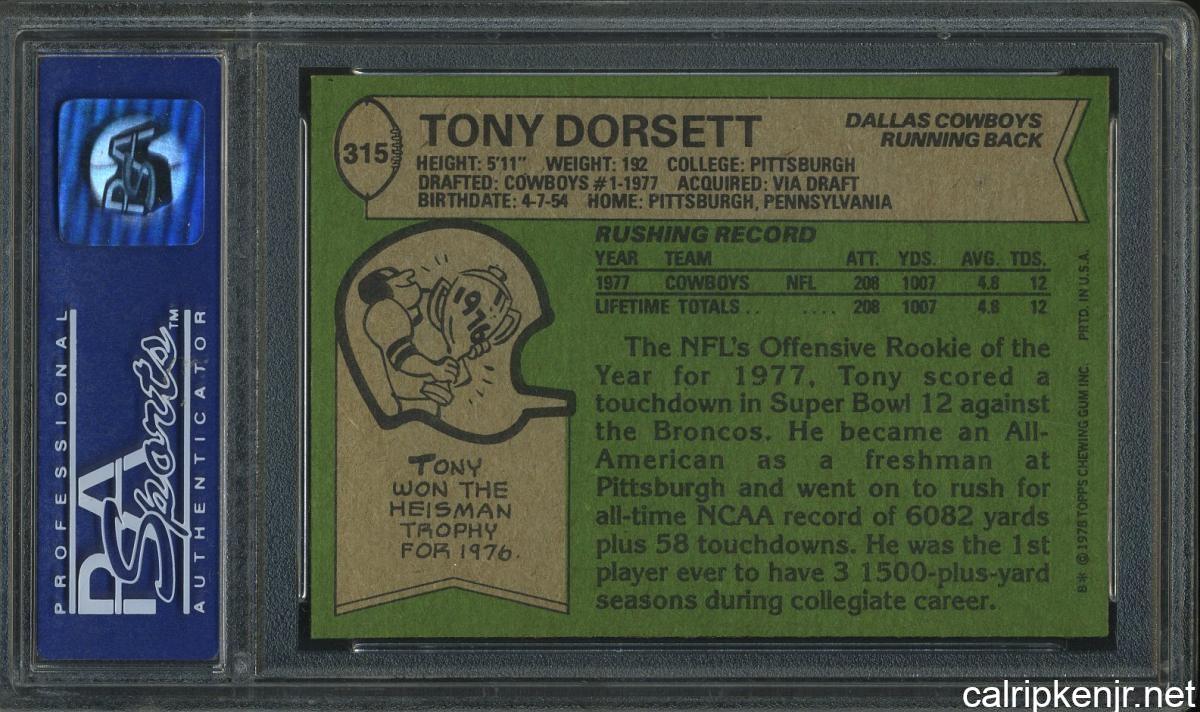 PSA
PROFESSIONAL
PSA
Sports™
AUTHENTICATOR
315
TONY DORSETT
DALLAS COWBOYS
RUNNING BACK
HEIGHT: 5'11" WEIGHT: 192 COLLEGE: PITTSBURGH
DRAFTED: COWBOYS #1-1977 ACQUIRED: VIA DRAFT
BIRTHDATE: 4-7-54 HOME: PITTSBURGH, PENNSYLVANIA
RUSHING RECORD
YEAR TEAM ATT. YDS. AVG. TDS.
1977 COWBOYS NFL 208 1007 4.8 12
LIFETIME TOTALS . . . . . . 208 1007 4.8 12
1976
TONY
WON THE
HEISMAN
TROPHY
FOR 1976.
The NFL's Offensive Rookie of the
Year for 1977, Tony scored a
touchdown in Super Bowl 12 against
the Broncos. He became an All-
American as a freshman at
Pittsburgh and went on to rush for
all-time NCAA record of 6082 yards
plus 58 touchdowns. He was the 1st
player ever to have 3 1500-plus-yard
seasons during collegiate career.
B* ©1978 TOPPS CHEWING GUM INC. PRTD. IN U.S.A.
calripkenjr.net